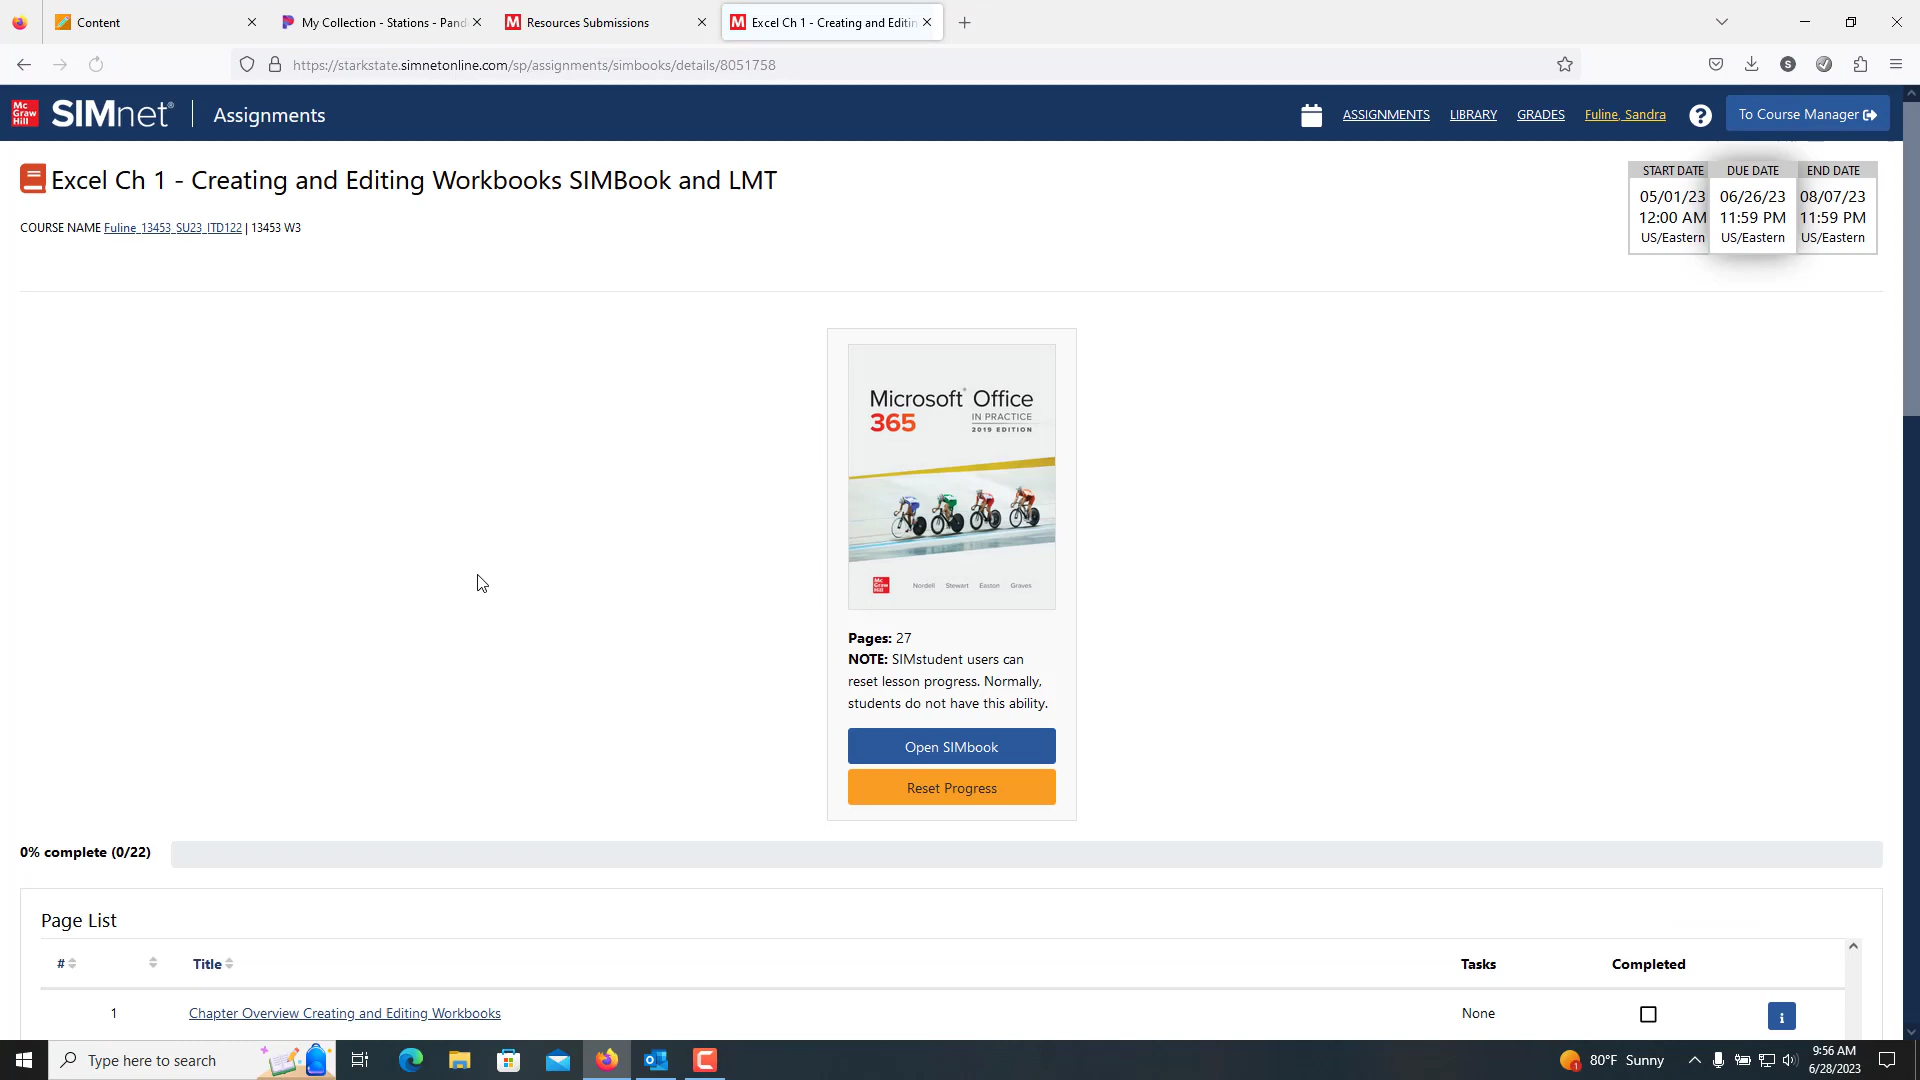 Content
My Collection - Stations - Pand
Resources Submissions
Excel Ch 1 - Creating and Editin
https://starkstate.simnetonline.com/sp/assignments/simbooks/details/8051758
S
Mc
Graw
Hill
SIMnet®
Assignments
ASSIGNMENTS
LIBRARY
GRADES
Fuline, Sandra
?
To Course Manager
Excel Ch 1 - Creating and Editing Workbooks SIMBook and LMT
START DATE
DUE DATE
END DATE
05/01/23
06/26/23
08/07/23
12:00 AM
11:59 PM
11:59 PM
US/Eastern
US/Eastern
US/Eastern
COURSE NAME Fuline_13453_SU23_ITD122 | 13453 W3
Microsoft® Office
365
IN PRACTICE
2019 EDITION
Mc
Graw
Hill
Nordell Stewart Easton Graves
Pages: 27
NOTE: SIMstudent users can
reset lesson progress. Normally,
students do not have this ability.
Open SIMbook
Reset Progress
0% complete (0/22)
Page List
#
Title
Tasks
Completed
1
Chapter Overview Creating and Editing Workbooks
None
i
Type here to search
80°F Sunny
9:56 AM
6/28/2023